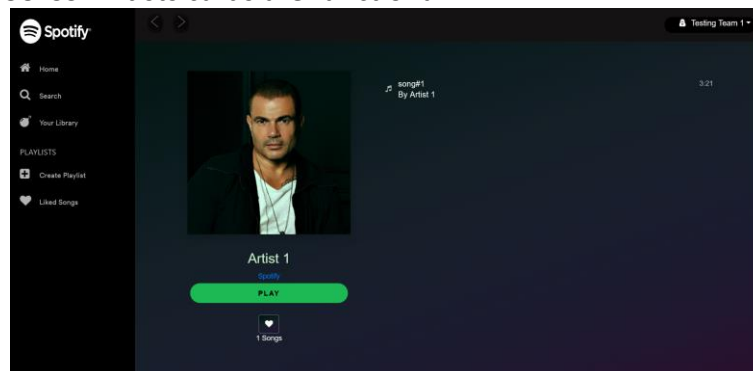 Spotify
Testing Team 1
Home
Search
Your Library
PLAYLISTS
Create Playlist
Liked Songs
song#1
By Artist 1
3:21
Artist 1
Spotify
PLAY
1 Songs